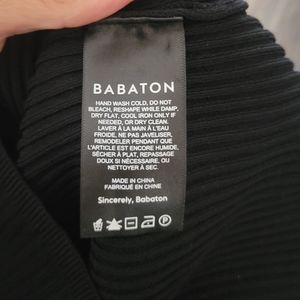 BABATON
HAND WASH COLD, DO NOT
BLEACH, RESHAPE WHILE DAMP,
DRY FLAT, COOL IRON ONLY IF
NEEDED, OR DRY CLEAN.
LAVER À LA MAIN À L'EAU
FROIDE, NE PAS JAVELISER,
REMODELER PENDANT QUE
L'ARTICLE EST ENCORE HUMIDE,
SÉCHER À PLAT, REPASSAGE
DOUX SI NÉCESSAIRE, OU
NETTOYER À SEC.
MADE IN CHINA
FABRIQUÉ EN CHINE
Sincerely, Babaton